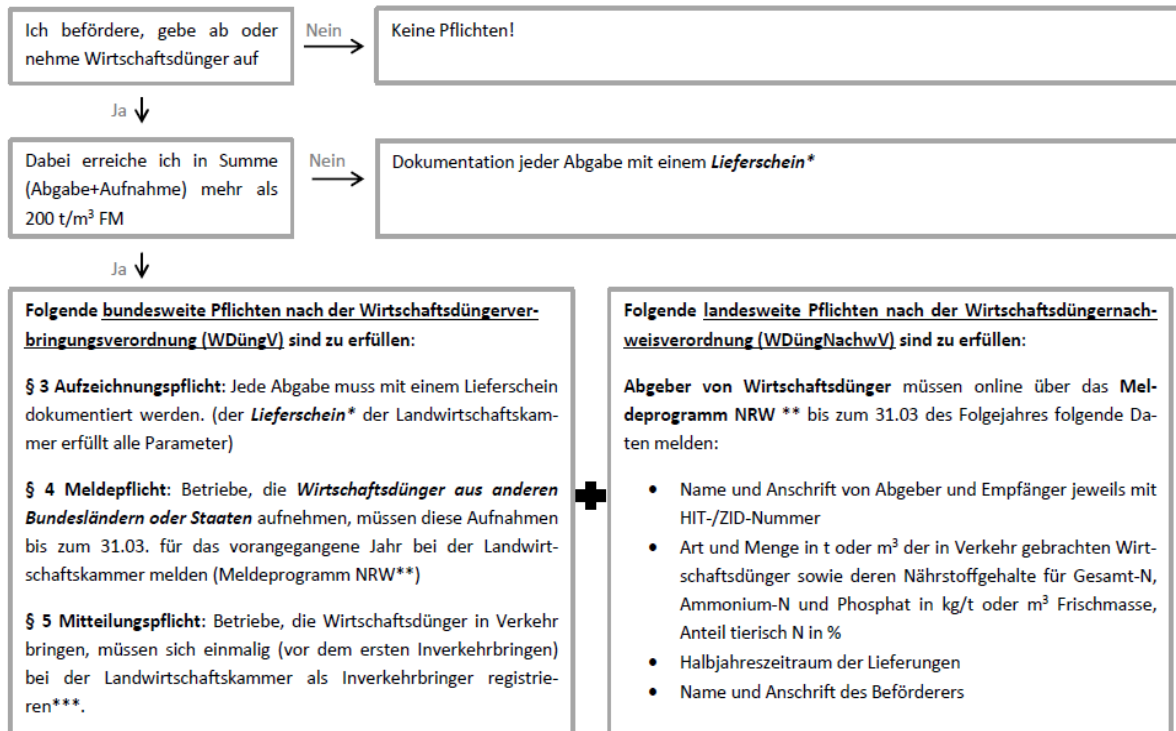 Ich befördere, gebe ab oder
nehme Wirtschaftsdünger auf
Nein
Keine Pflichten!
Ja
Dabei erreiche ich in Summe
(Abgabe+Aufnahme) mehr als
200 t/m³ FM
Nein
Dokumentation jeder Abgabe mit einem Lieferschein*
Ja
Folgende bundesweite Pflichten nach der Wirtschaftsdüngerver-
bringungsverordnung (WDüngV) sind zu erfüllen:
§ 3 Aufzeichnungspflicht: Jede Abgabe muss mit einem Lieferschein
dokumentiert werden. (der Lieferschein* der Landwirtschaftskam-
mer erfüllt alle Parameter)
§ 4 Meldepflicht: Betriebe, die Wirtschaftsdünger aus anderen
Bundesländern oder Staaten aufnehmen, müssen diese Aufnahmen
bis zum 31.03. für das vorangegangene Jahr bei der Landwirt-
schaftskammer melden (Meldeprogramm NRW**)
§ 5 Mitteilungspflicht: Betriebe, die Wirtschaftsdünger in Verkehr
bringen, müssen sich einmalig (vor dem ersten Inverkehrbringen)
bei der Landwirtschaftskammer als Inverkehrbringer registrie-
ren***.
Folgende landesweite Pflichten nach der Wirtschaftsdüngernach-
weisverordnung (WDüngNachwV) sind zu erfüllen:
Abgeber von Wirtschaftsdünger müssen online über das Mel-
deprogramm NRW ** bis zum 31.03 des Folgejahres folgende Da-
ten melden:
• Name und Anschrift von Abgeber und Empfänger jeweils mit
HIT-/ZID-Nummer
• Art und Menge in t oder m³ der in Verkehr gebrachten Wirt-
schaftsdünger sowie deren Nährstoffgehalte für Gesamt-N,
Ammonium-N und Phosphat in kg/t oder m³ Frischmasse,
Anteil tierisch N in %
• Halbjahreszeitraum der Lieferungen
• Name und Anschrift des Beförderers